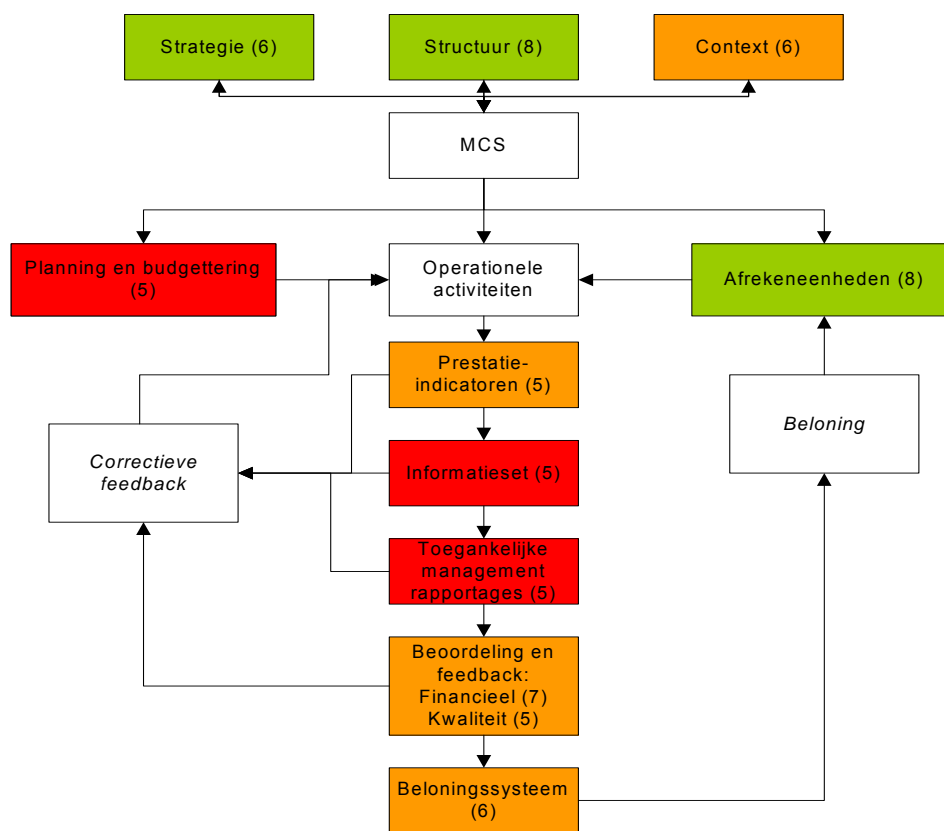 Strategie (6)
Structuur (8)
Context (6)
MCS
Planning en budgettering
(5)
Operationele
activiteiten
Afrekeneenheden (8)
Prestatie-
indicatoren (5)
Correctieve
feedback
Beloning
Informatieset (5)
Toegankelijke
management
rapportages (5)
Beoordeling en
feedback:
Financieel (7)
Kwaliteit (5)
Beloningssysteem
(6)